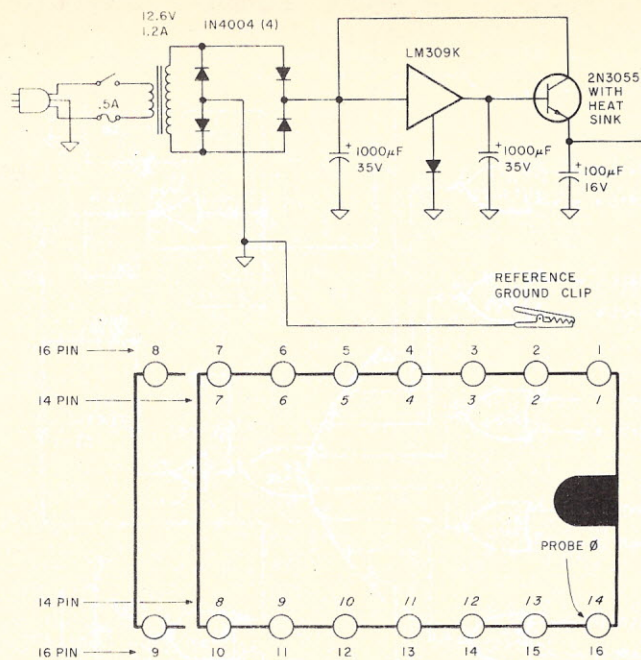 12.6V
1.2A
1N4004 (4)
.5A
LM309K
2N3055
WITH
HEAT
SINK
+
1000µF
35V
+
1000µF
35V
+
100µF
16V
REFERENCE
GROUND CLIP
16 PIN
8 7 6 5 4 3 2 1
14 PIN
7 6 5 4 3 2 1
PROBE Ø
14 PIN
8 9 10 11 12 13 14
16 PIN
9 10 11 12 13 14 15 16